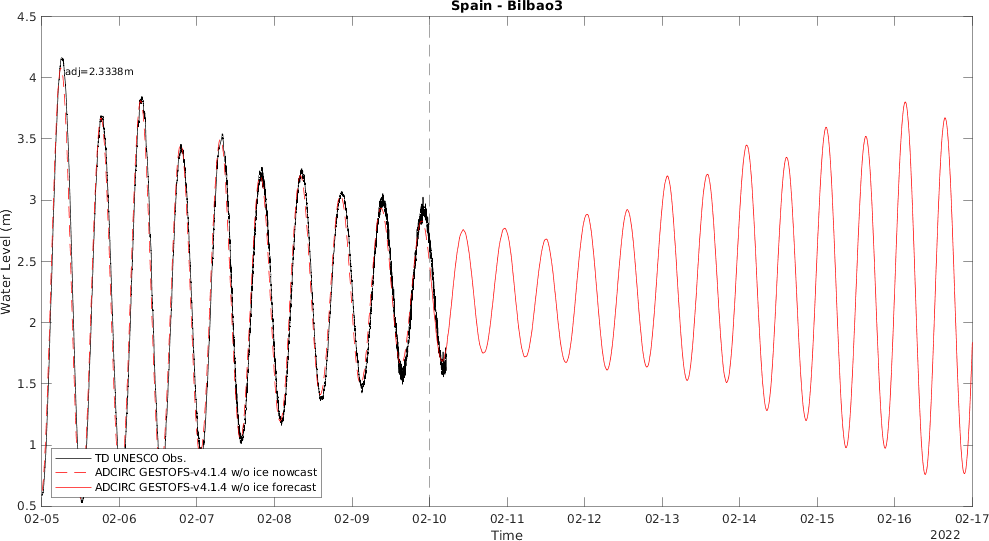 Spain - Bilbao3
4.5
4
3.5
3
2.5
2
1.5
1
0.5
Water Level (m)
adj=2.3338m
TD UNESCO Obs.
ADCIRC GESTOFS-v4.1.4 w/o ice nowcast
ADCIRC GESTOFS-v4.1.4 w/o ice forecast
02-05 02-06 02-07 02-08 02-09 02-10 02-11 02-12 02-13 02-14 02-15 02-16 02-17
Time
2022